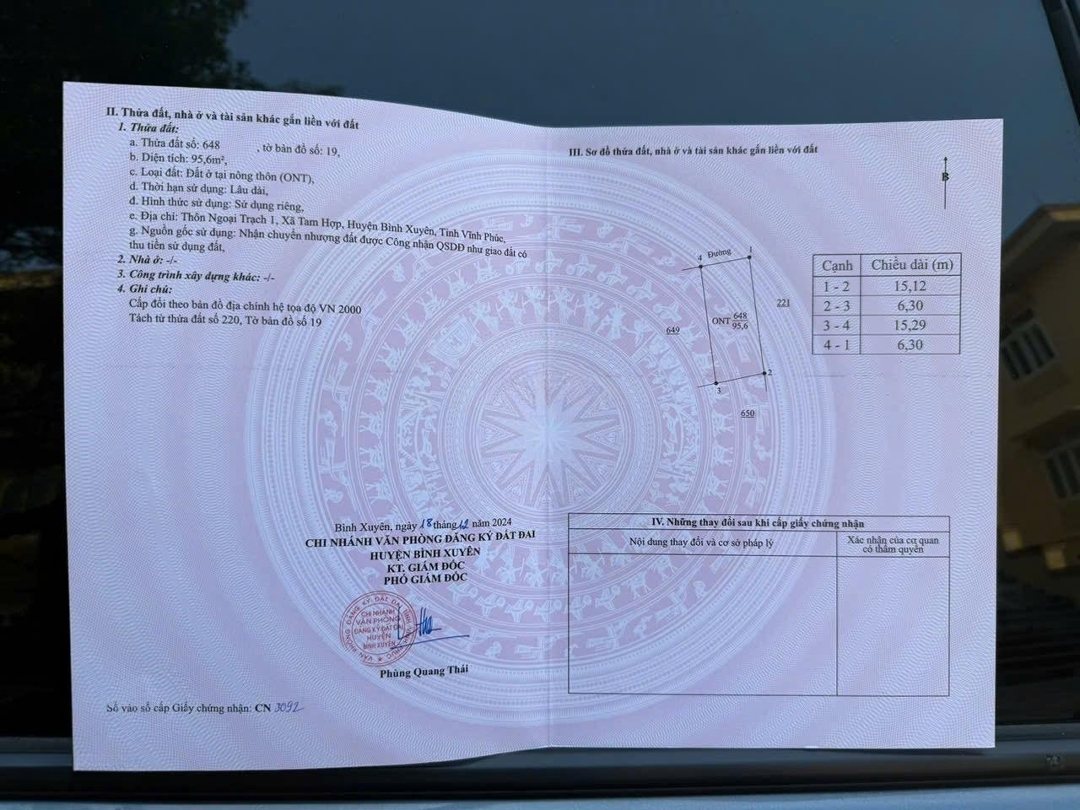 II. Thửa đất, nhà ở và tài sản khác gắn liền với đất
1. Thửa đất:
a. Thửa đất số: 648 , tờ bản đồ số: 19,
b. Diện tích: 95,6m²,
c. Loại đất: Đất ở tại nông thôn (ONT),
d. Thời hạn sử dụng: Lâu dài,
đ. Hình thức sử dụng: Sử dụng riêng,
e. Địa chỉ: Thôn Ngoại Trạch 1, Xã Tam Hợp, Huyện Bình Xuyên, Tỉnh Vĩnh Phúc,
g. Nguồn gốc sử dụng: Nhận chuyển nhượng đất được Công nhận QSDĐ như giao đất có
thu tiền sử dụng đất,
2. Nhà ở: -/-
3. Công trình xây dựng khác: -/-
4. Ghi chú:
Cấp đổi theo bản đồ địa chính hệ tọa độ VN 2000
Tách từ thửa đất số 220, Tờ bản đồ số 19
Bình Xuyên, ngày 18 tháng 12 năm 2024
CHI NHÁNH VĂN PHÒNG ĐĂNG KÝ ĐẤT ĐAI
HUYỆN BÌNH XUYÊN
KT. GIÁM ĐỐC
PHÓ GIÁM ĐỐC
CHI NHÁNH
VĂN PHÒNG
ĐĂNG KÝ ĐẤT ĐAI
HUYỆN
BÌNH XUYÊN
Phùng Quang Thái
Số vào sổ cấp Giấy chứng nhận: CN 3092
III. Sơ đồ thửa đất, nhà ở và tài sản khác gắn liền với đất
B
4 Đường 1
221
649
ONT 648
95,6
2
3
650
Cạnh Chiều dài (m)
1 - 2 15,12
2 - 3 6,30
3 - 4 15,29
4 - 1 6,30
IV. Những thay đổi sau khi cấp giấy chứng nhận
Nội dung thay đổi và cơ sở pháp lý
Xác nhận của cơ quan
có thẩm quyền